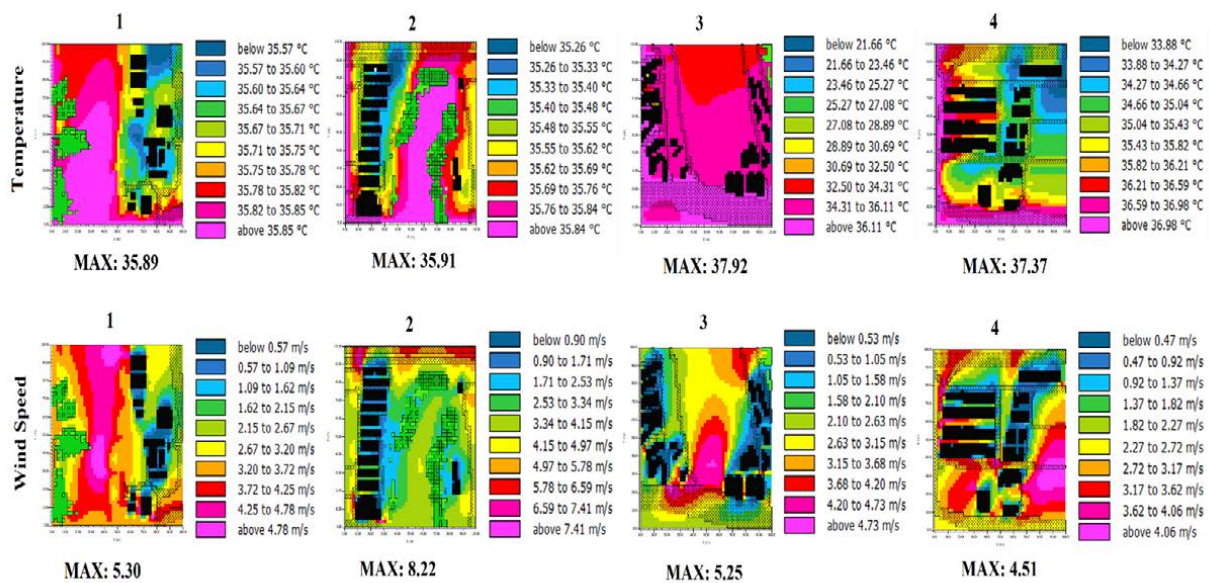 1
2
3
4
Temperature
below 35.57 °C
35.57 to 35.60 °C
35.60 to 35.64 °C
35.64 to 35.67 °C
35.67 to 35.71 °C
35.71 to 35.75 °C
35.75 to 35.78 °C
35.78 to 35.82 °C
35.82 to 35.85 °C
above 35.85 °C
below 35.26 °C
35.26 to 35.33 °C
35.33 to 35.40 °C
35.40 to 35.48 °C
35.48 to 35.55 °C
35.55 to 35.62 °C
35.62 to 35.69 °C
35.69 to 35.76 °C
35.76 to 35.84 °C
above 35.84 °C
below 21.66 °C
21.66 to 23.46 °C
23.46 to 25.27 °C
25.27 to 27.08 °C
27.08 to 28.89 °C
28.89 to 30.69 °C
30.69 to 32.50 °C
32.50 to 34.31 °C
34.31 to 36.11 °C
above 36.11 °C
below 33.88 °C
33.88 to 34.27 °C
34.27 to 34.66 °C
34.66 to 35.04 °C
35.04 to 35.43 °C
35.43 to 35.82 °C
35.82 to 36.21 °C
36.21 to 36.59 °C
36.59 to 36.98 °C
above 36.98 °C
MAX: 35.89
MAX: 35.91
MAX: 37.92
MAX: 37.37
1
2
3
4
Wind Speed
below 0.57 m/s
0.57 to 1.09 m/s
1.09 to 1.62 m/s
1.62 to 2.15 m/s
2.15 to 2.67 m/s
2.67 to 3.20 m/s
3.20 to 3.72 m/s
3.72 to 4.25 m/s
4.25 to 4.78 m/s
above 4.78 m/s
below 0.90 m/s
0.90 to 1.71 m/s
1.71 to 2.53 m/s
2.53 to 3.34 m/s
3.34 to 4.15 m/s
4.15 to 4.97 m/s
4.97 to 5.78 m/s
5.78 to 6.59 m/s
6.59 to 7.41 m/s
above 7.41 m/s
below 0.53 m/s
0.53 to 1.05 m/s
1.05 to 1.58 m/s
1.58 to 2.10 m/s
2.10 to 2.63 m/s
2.63 to 3.15 m/s
3.15 to 3.68 m/s
3.68 to 4.20 m/s
4.20 to 4.73 m/s
above 4.73 m/s
below 0.47 m/s
0.47 to 0.92 m/s
0.92 to 1.37 m/s
1.37 to 1.82 m/s
1.82 to 2.27 m/s
2.27 to 2.72 m/s
2.72 to 3.17 m/s
3.17 to 3.62 m/s
3.62 to 4.06 m/s
above 4.06 m/s
MAX: 5.30
MAX: 8.22
MAX: 5.25
MAX: 4.51